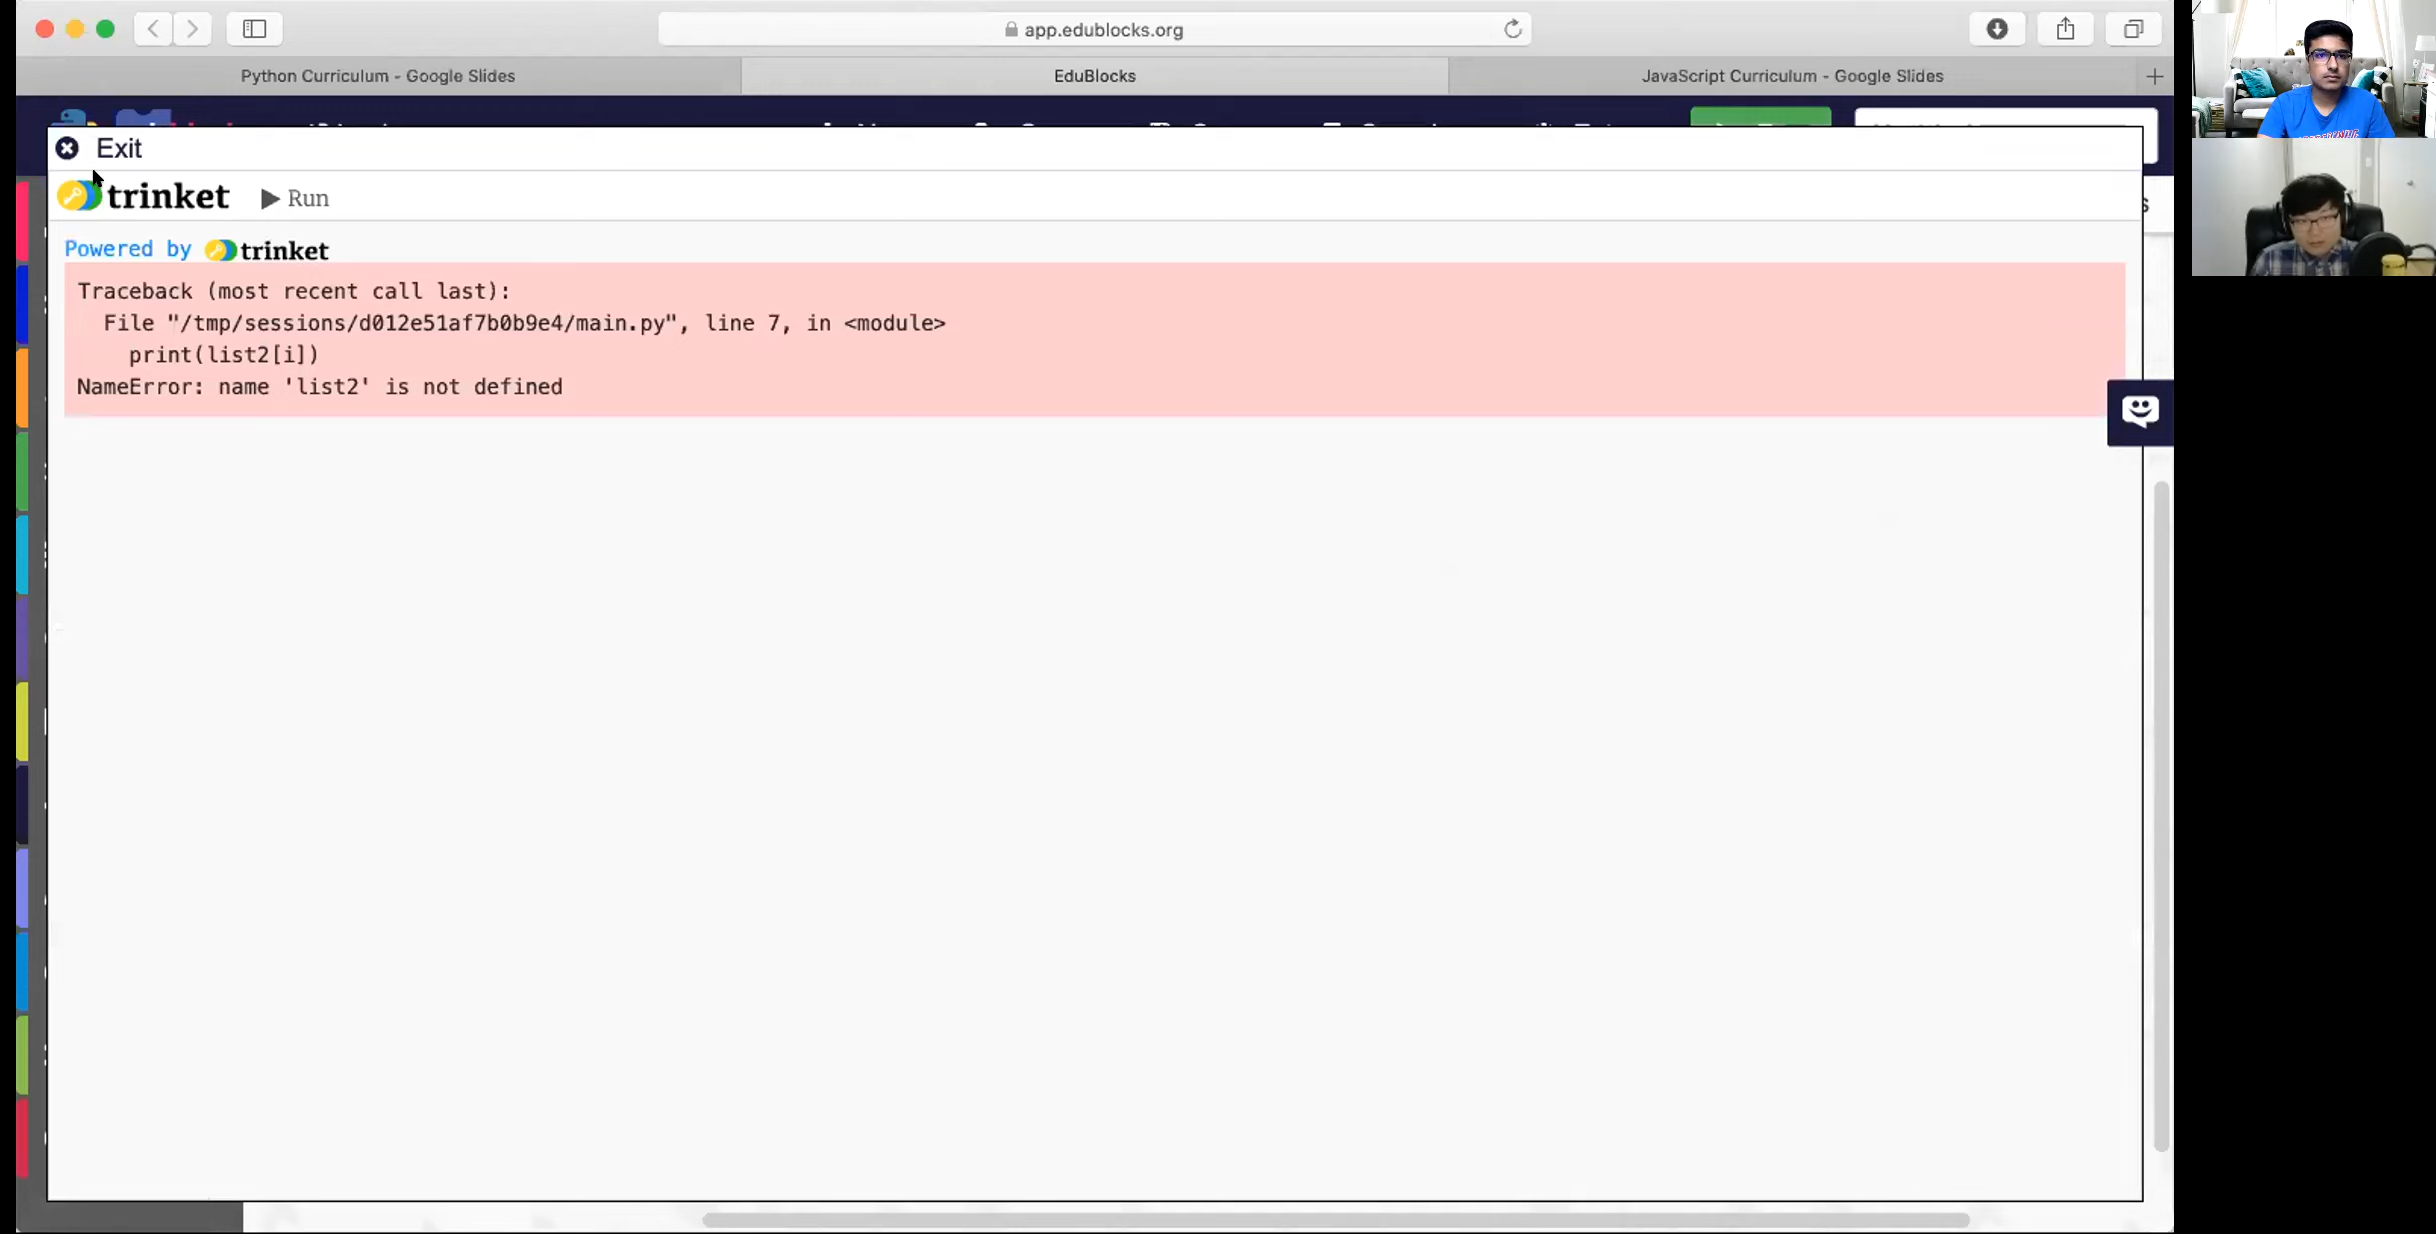 app.edublocks.org
Python Curriculum - Google Slides
EduBlocks
JavaScript Curriculum - Google Slides
Exit
trinket
Run
Powered by trinket
Traceback (most recent call last):
File "/tmp/sessions/d012e51af7b0b9e4/main.py", line 7, in <module>
print(list2[i])
NameError: name 'list2' is not defined